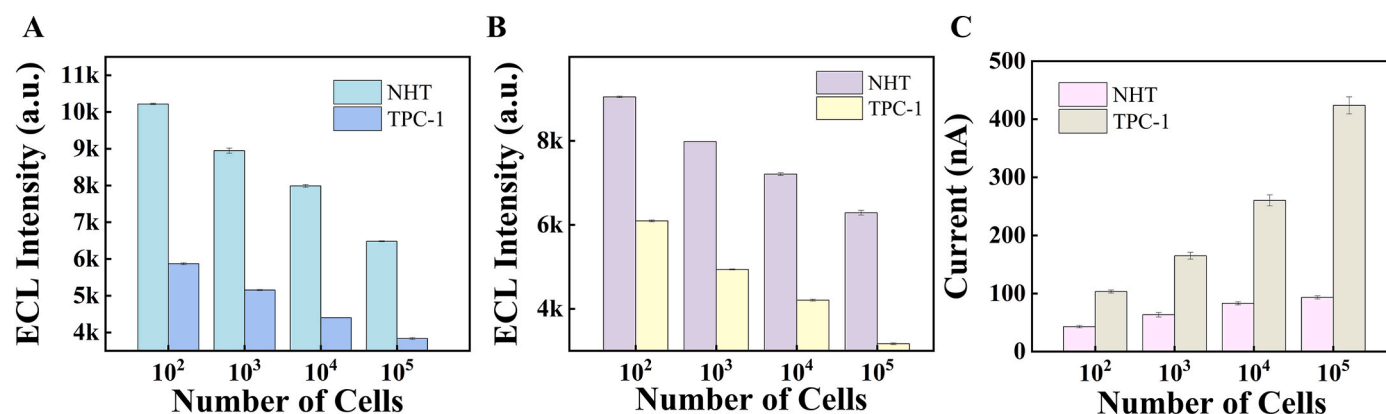 A
ECL Intensity (a.u.)
11k
10k
9k
8k
7k
6k
5k
4k
NHT
TPC-1
10² 10³ 10⁴ 10⁵
Number of Cells
B
ECL Intensity (a.u.)
8k
6k
4k
NHT
TPC-1
10² 10³ 10⁴ 10⁵
Number of Cells
C
Current (nA)
500
400
300
200
100
0
NHT
TPC-1
10² 10³ 10⁴ 10⁵
Number of Cells